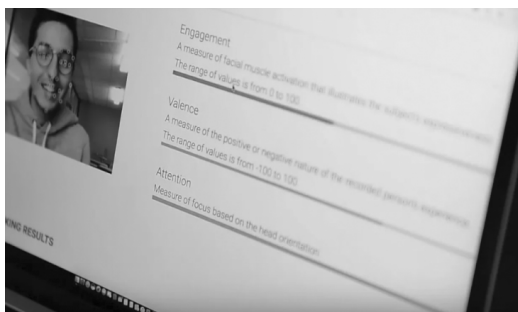 Engagement
A measure of facial muscle activation that illustrates the subject's expressiveness.
The range of values is from 0 to 100
Valence
A measure of the positive or negative nature of the recorded person's experience.
The range of values is from -100 to 100
Attention
Measure of focus based on the head orientation
KING RESULTS